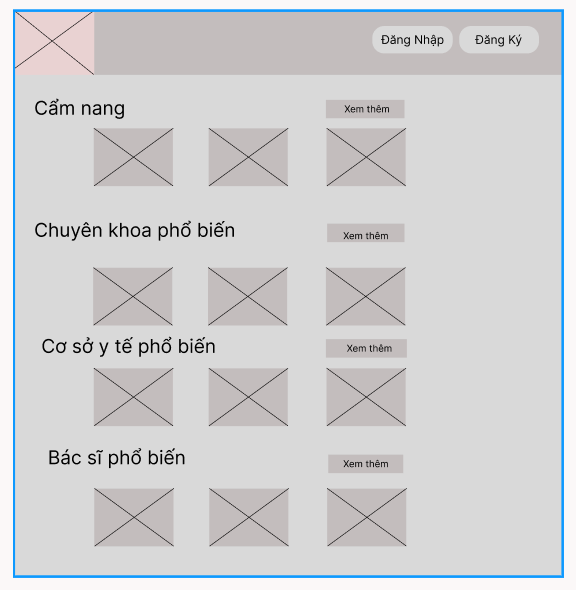 Đăng Nhập
Đăng Ký
Cẩm nang
Xem thêm
Chuyên khoa phổ biến
Xem thêm
Cơ sở y tế phổ biến
Xem thêm
Bác sĩ phổ biến
Xem thêm